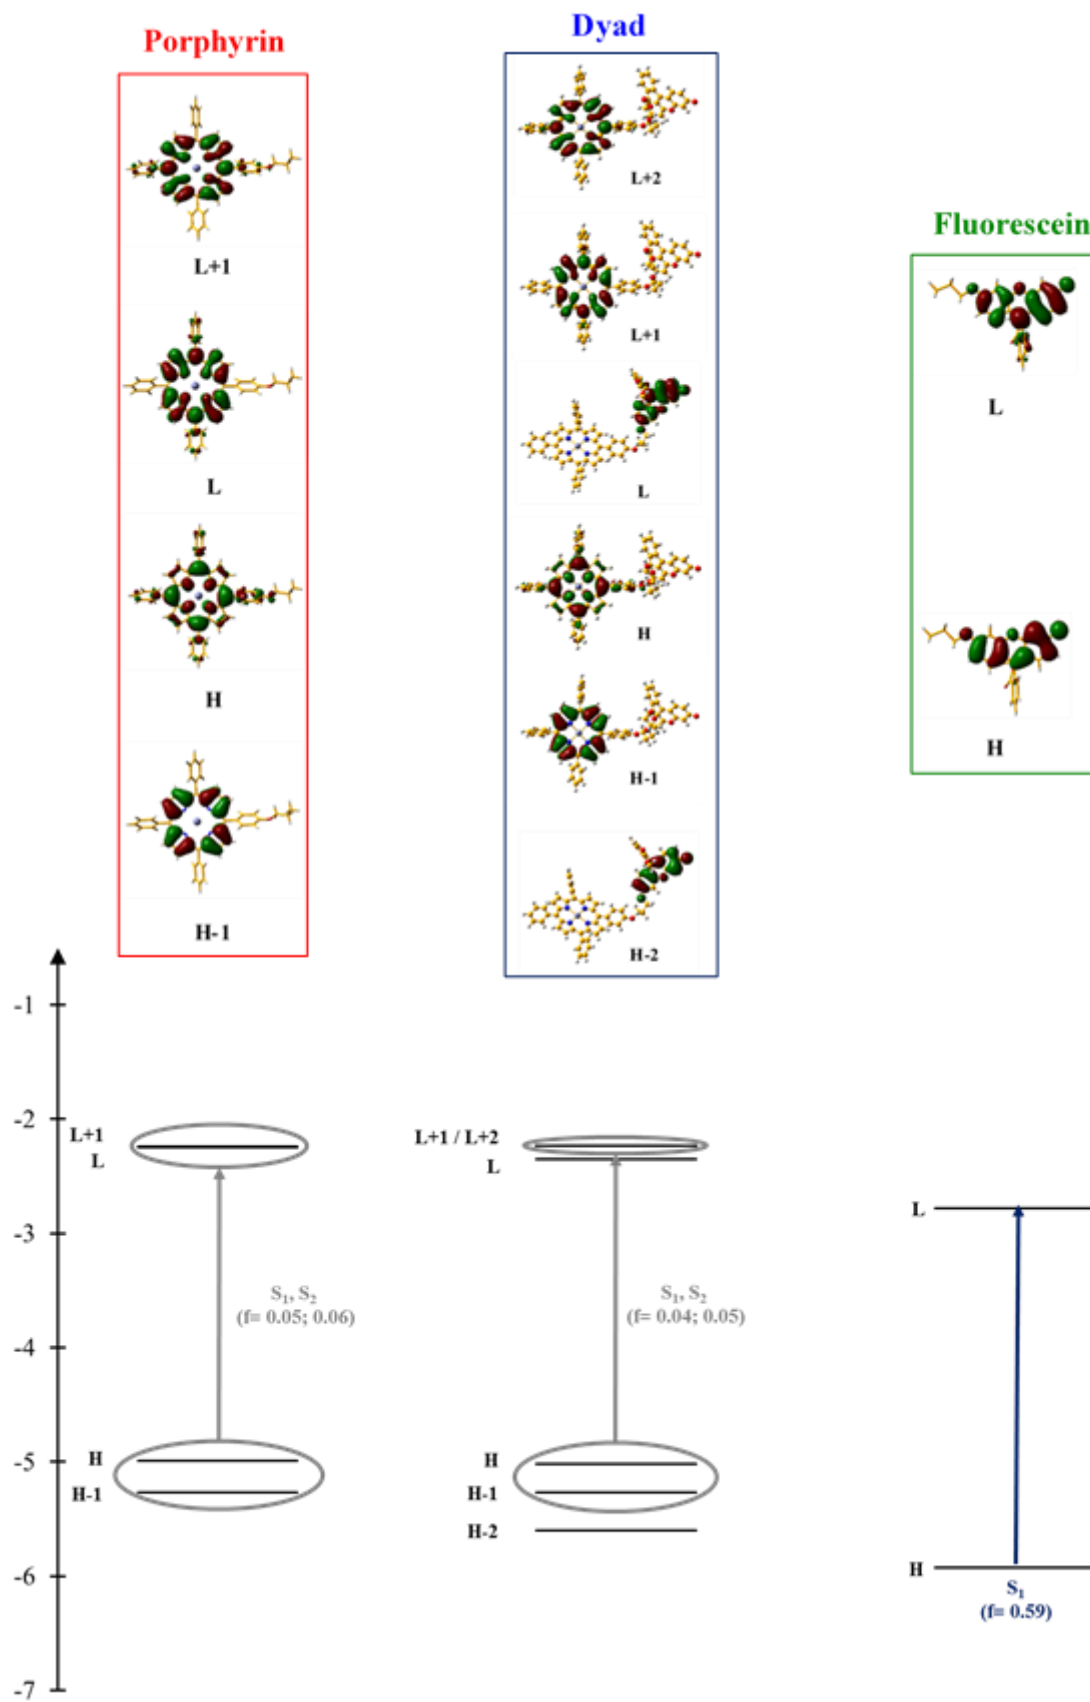 Porphyrin
L+1
L
H
H-1
Dyad
L+2
L+1
L
H
H-1
H-2
Fluorescein
L
H
-1
-2
-3
-4
-5
-6
-7
L+1
L
S₁, S₂
(f= 0.05; 0.06)
H
H-1
L+1 / L+2
L
S₁, S₂
(f= 0.04; 0.05)
H
H-1
H-2
L
H
S₁
(f= 0.59)